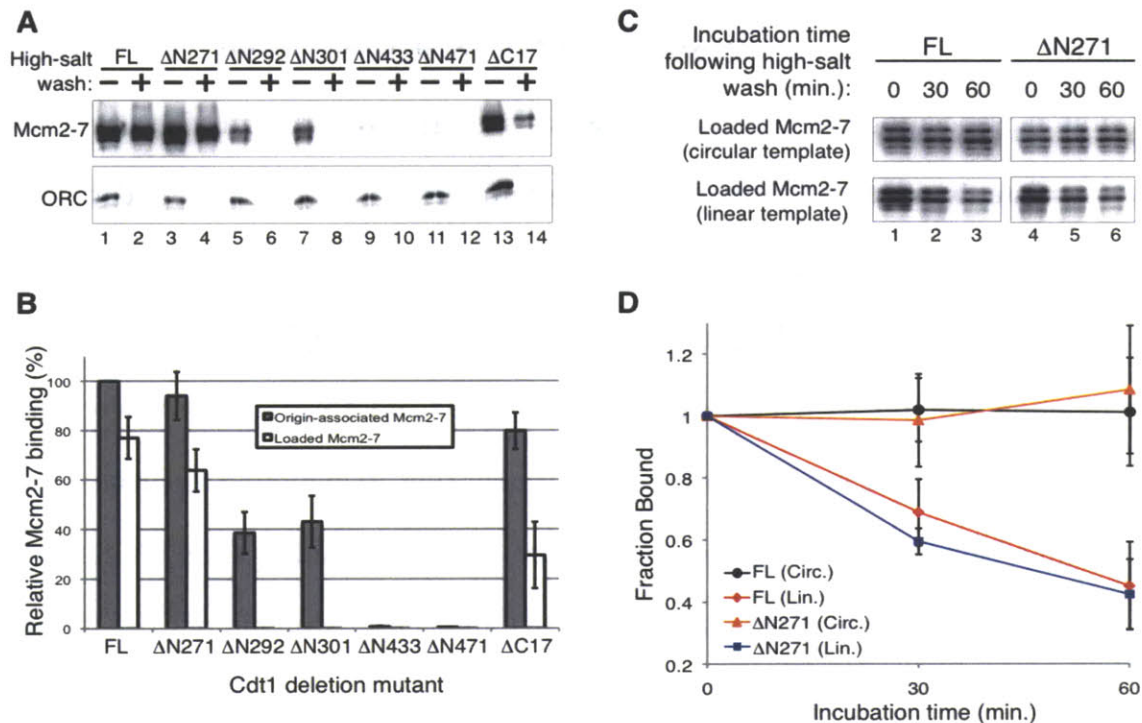 A
High-salt FL ΔN271 ΔN292 ΔN301 ΔN433 ΔN471 ΔC17
wash: − + − + − + − + − + − + − +
Mcm2-7
ORC
1 2 3 4 5 6 7 8 9 10 11 12 13 14
B
Relative Mcm2-7 binding (%)
100
80
60
40
20
0
Origin-associated Mcm2-7
Loaded Mcm2-7
FL ΔN271 ΔN292 ΔN301 ΔN433 ΔN471 ΔC17
Cdt1 deletion mutant
C
Incubation time
following high-salt
wash (min.):
FL ΔN271
0 30 60 0 30 60
Loaded Mcm2-7
(circular template)
Loaded Mcm2-7
(linear template)
1 2 3 4 5 6
D
Fraction Bound
1.2
1
0.8
0.6
0.4
0.2
FL (Circ.)
FL (Lin.)
ΔN271 (Circ.)
ΔN271 (Lin.)
0 30 60
Incubation time (min.)